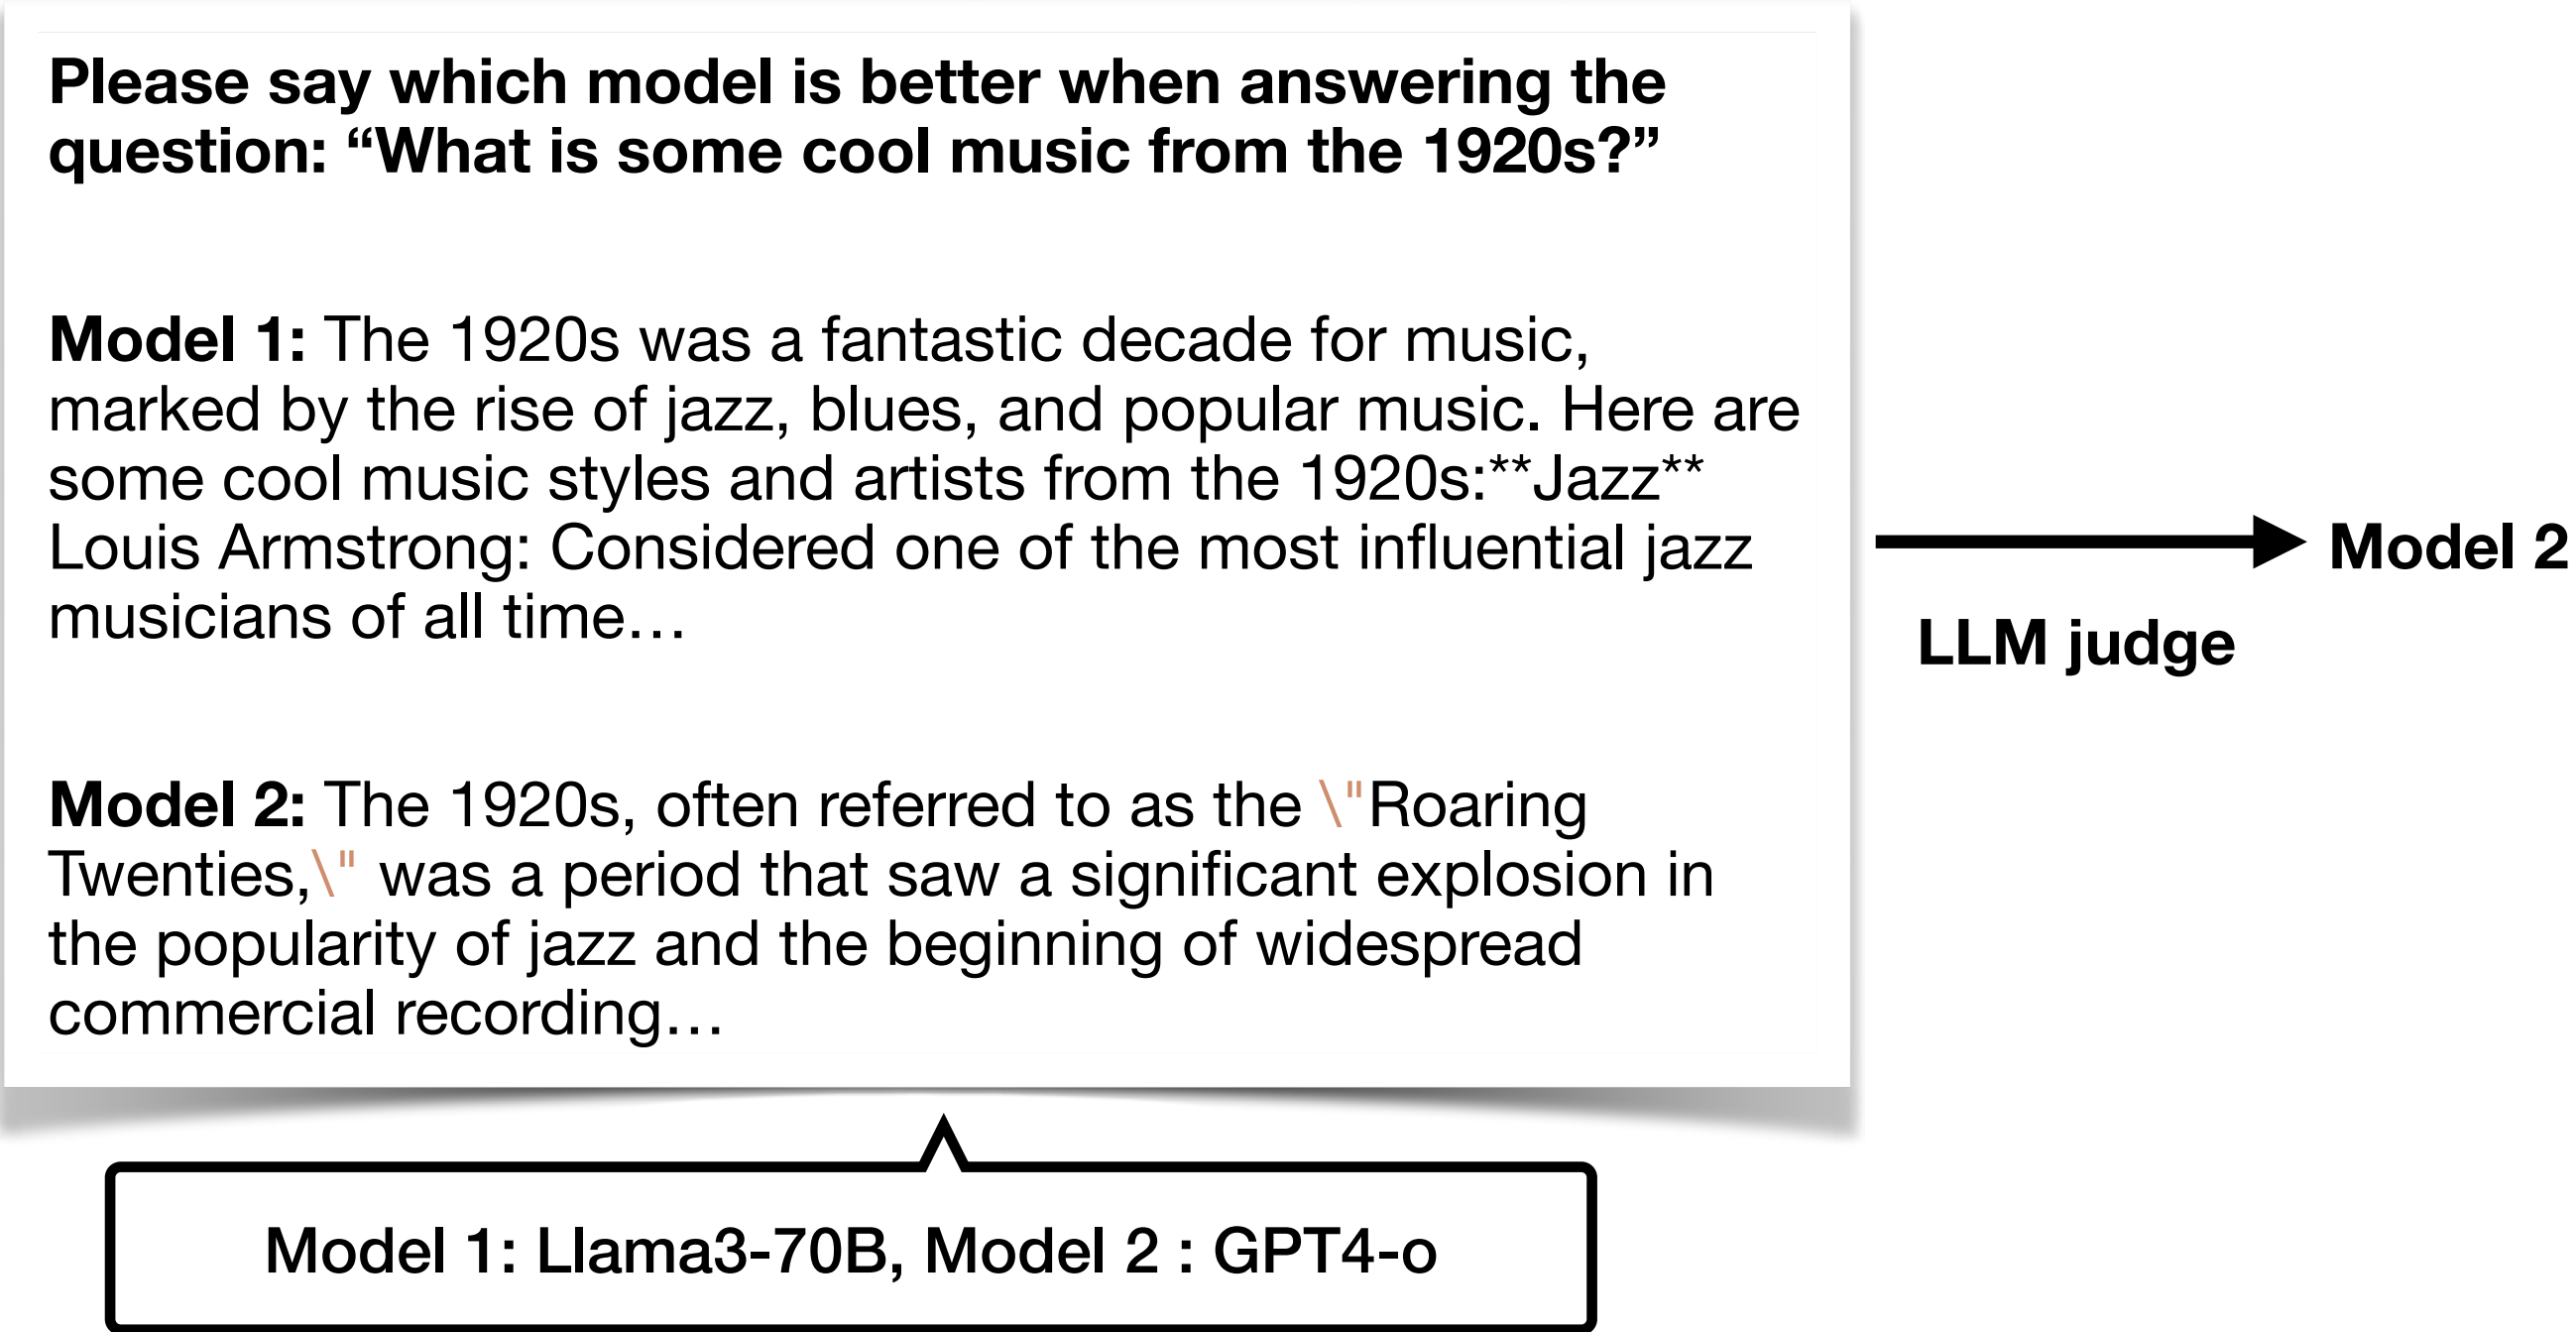 Please say which model is better when answering the
question: “What is some cool music from the 1920s?”
Model 1: The 1920s was a fantastic decade for music,
marked by the rise of jazz, blues, and popular music. Here are
some cool music styles and artists from the 1920s:**Jazz**
Louis Armstrong: Considered one of the most influential jazz
musicians of all time…
Model 2: The 1920s, often referred to as the \"Roaring
Twenties,\" was a period that saw a significant explosion in
the popularity of jazz and the beginning of widespread
commercial recording…
Model 2
LLM judge
Model 1: Llama3-70B, Model 2 : GPT4-o